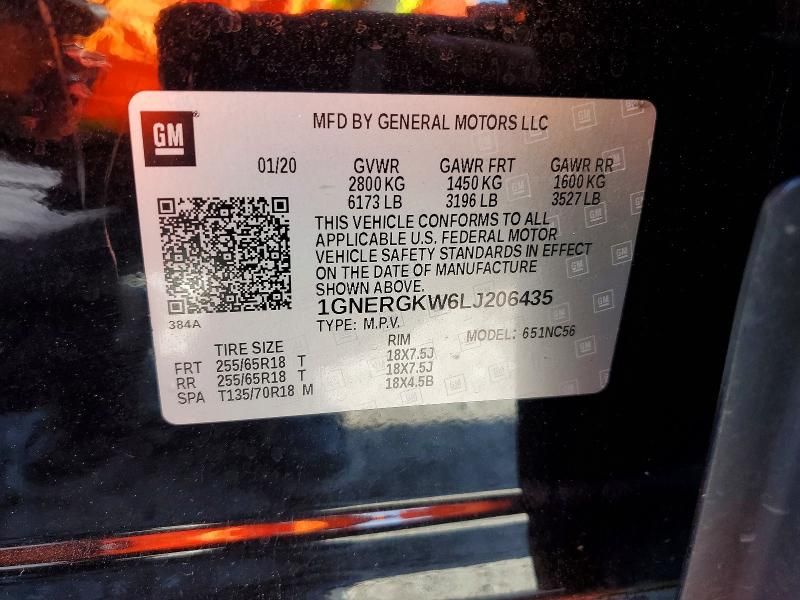 GM
MFD BY GENERAL MOTORS LLC
01/20 GVWR GAWR FRT GAWR RR
2800 KG 1450 KG 1600 KG
6173 LB 3196 LB 3527 LB
THIS VEHICLE CONFORMS TO ALL
APPLICABLE U.S. FEDERAL MOTOR
VEHICLE SAFETY STANDARDS IN EFFECT
ON THE DATE OF MANUFACTURE
SHOWN ABOVE.
1GNERGKW6LJ206435
384A
TYPE: M.P.V. MODEL: 651NC56
TIRE SIZE RIM
FRT 255/65R18 T 18X7.5J
RR 255/65R18 T 18X7.5J
SPA T135/70R18 M 18X4.5B